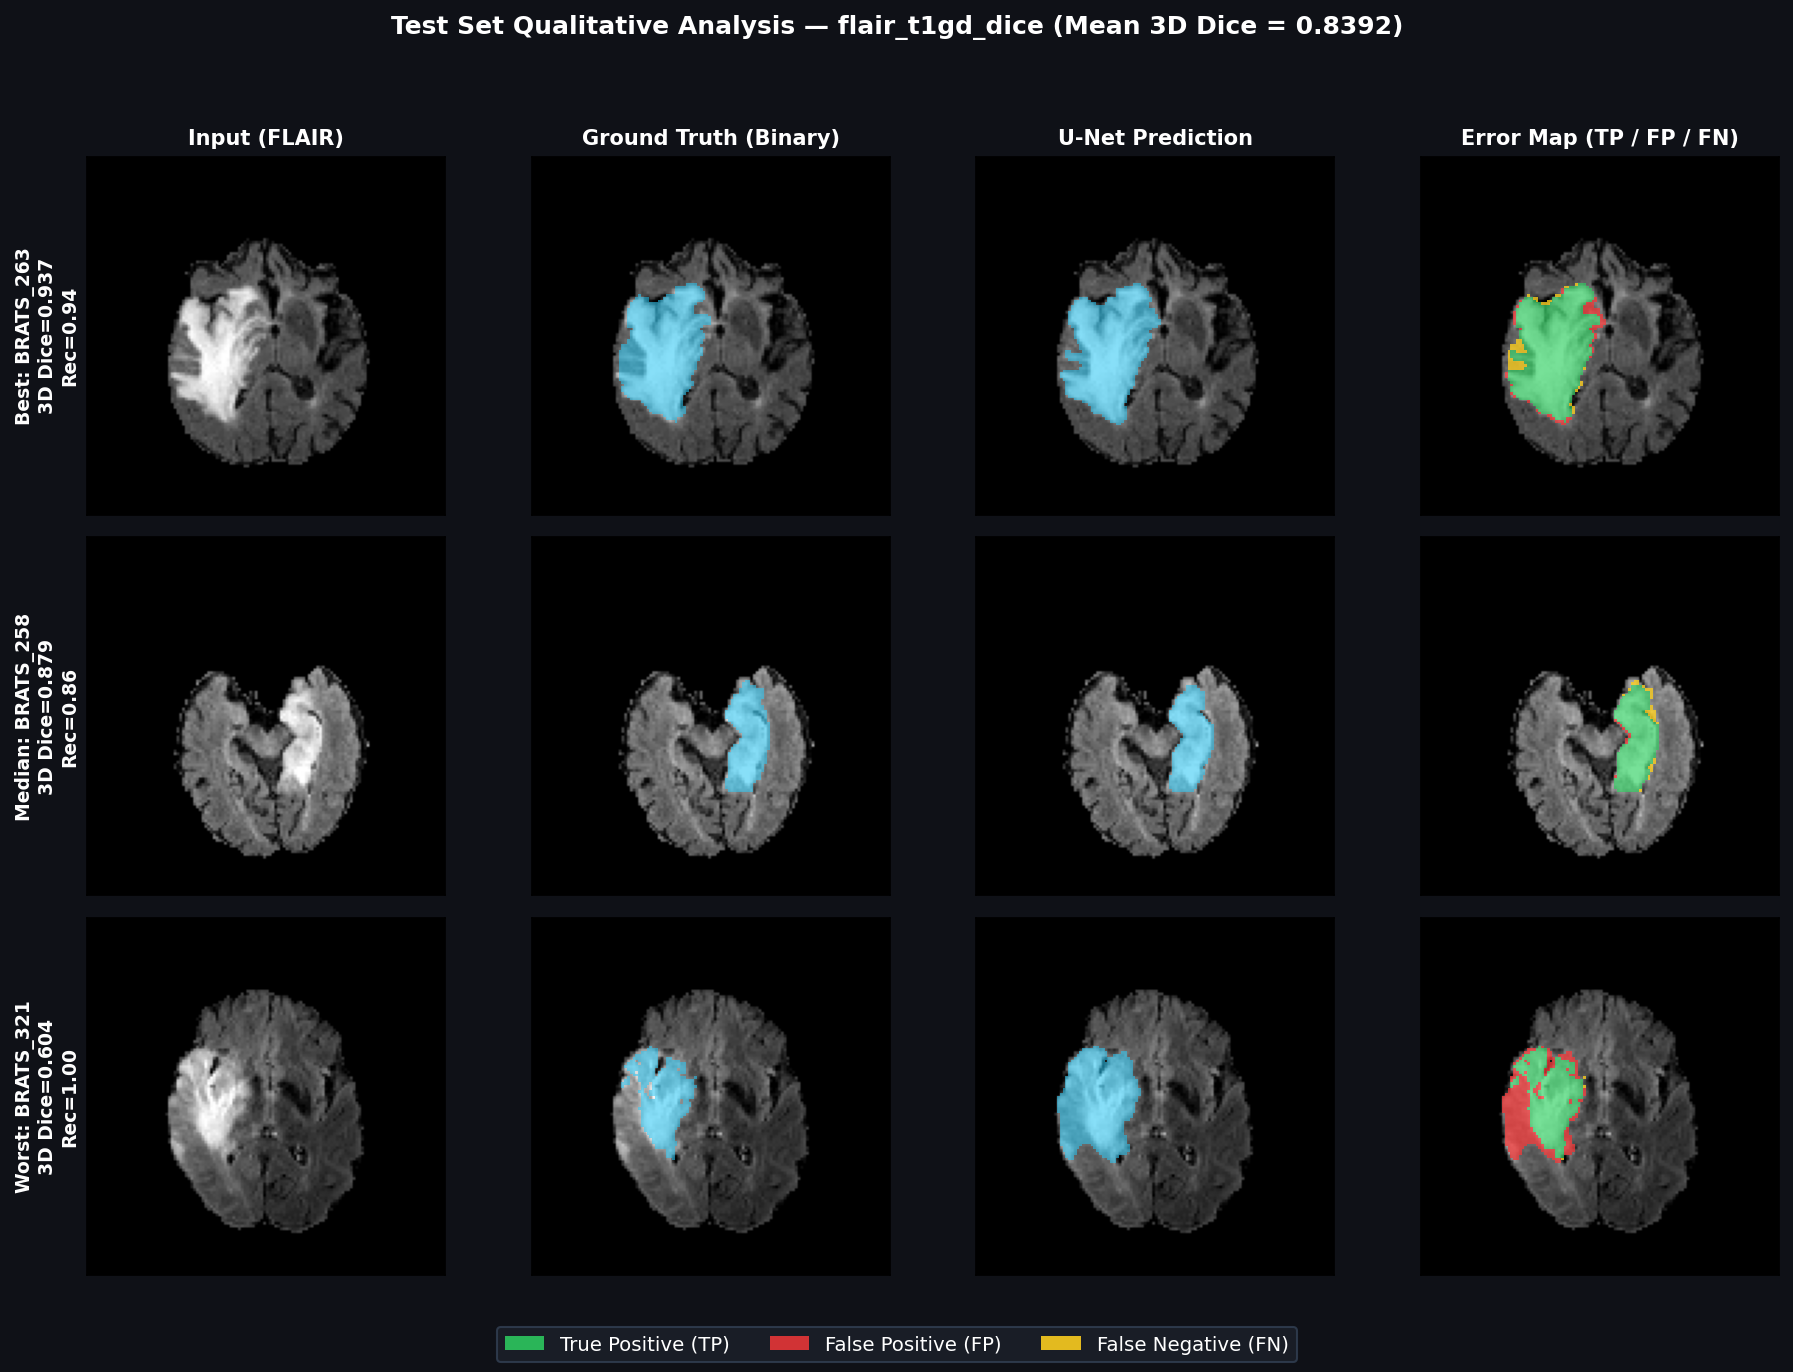 Test Set Qualitative Analysis — flair_t1gd_dice (Mean 3D Dice = 0.8392)
Input (FLAIR)
Ground Truth (Binary)
U-Net Prediction
Error Map (TP / FP / FN)
Best: BRATS_263
3D Dice=0.937
Rec=0.94
Median: BRATS_258
3D Dice=0.879
Rec=0.86
Worst: BRATS_321
3D Dice=0.604
Rec=1.00
True Positive (TP)
False Positive (FP)
False Negative (FN)